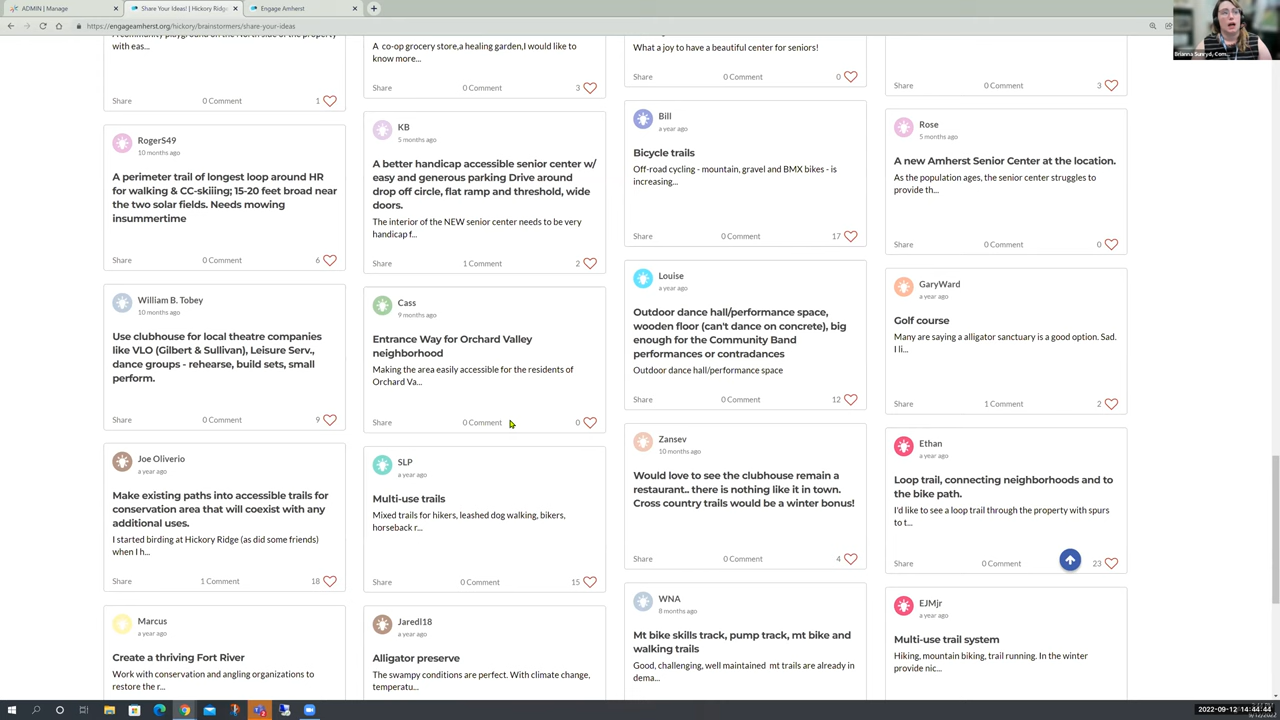 ADMIN | Manage
Share Your Ideas! | Hickory Ridge
Engage Amherst
https://engageamherst.org/hickory/brainstormers/share-your-ideas
Brianna Sunryd, Com...
with eas...
Share 0 Comment 1
A co-op grocery store,a healing garden,I would like to
know more...
Share 0 Comment 3
What a joy to have a beautiful center for seniors!
Share 0 Comment 0
Share 0 Comment 3
RogerS49
10 months ago
A perimeter trail of longest loop around HR
for walking & CC-skiiing; 15-20 feet broad near
the two solar fields. Needs mowing
insummertime
Share 0 Comment 6
KB
5 months ago
A better handicap accessible senior center w/
easy and generous parking Drive around
drop off circle, flat ramp and threshold, wide
doors.
The interior of the NEW senior center needs to be very
handicap f...
Share 1 Comment 2
Bill
a year ago
Bicycle trails
Off-road cycling - mountain, gravel and BMX bikes - is
increasing...
Share 0 Comment 17
Rose
5 months ago
A new Amherst Senior Center at the location.
As the population ages, the senior center struggles to
provide th...
Share 0 Comment 0
William B. Tobey
10 months ago
Use clubhouse for local theatre companies
like VLO (Gilbert & Sullivan), Leisure Serv.,
dance groups - rehearse, build sets, small
perform.
Share 0 Comment 9
Cass
9 months ago
Entrance Way for Orchard Valley
neighborhood
Making the area easily accessible for the residents of
Orchard Va...
Share 0 Comment 0
Louise
a year ago
Outdoor dance hall/performance space,
wooden floor (can't dance on concrete), big
enough for the Community Band
performances or contradances
Outdoor dance hall/performance space
Share 0 Comment 12
GaryWard
a year ago
Golf course
Many are saying a alligator sanctuary is a good option. Sad.
I li...
Share 1 Comment 2
Joe Oliverio
a year ago
Make existing paths into accessible trails for
conservation area that will coexist with any
additional uses.
I started birding at Hickory Ridge (as did some friends)
when I h...
Share 1 Comment 18
SLP
a year ago
Multi-use trails
Mixed trails for hikers, leashed dog walking, bikers,
horseback r...
Share 0 Comment 15
Zansev
10 months ago
Would love to see the clubhouse remain a
restaurant.. there is nothing like it in town.
Cross country trails would be a winter bonus!
Share 0 Comment 4
Ethan
a year ago
Loop trail, connecting neighborhoods and to
the bike path.
I'd like to see a loop trail through the property with spurs
to t...
Share 0 Comment 23
Marcus
a year ago
Create a thriving Fort River
Work with conservation and angling organizations to
restore the r...
Jaredl18
a year ago
Alligator preserve
The swampy conditions are perfect. With climate change,
temperatu...
WNA
8 months ago
Mt bike skills track, pump track, mt bike and
walking trails
Good, challenging, well maintained mt trails are already in
dema...
EJMjr
a year ago
Multi-use trail system
Hiking, mountain biking, trail running. In the winter
provide nic...
2022-09-12 14:44:44
9/12/2022